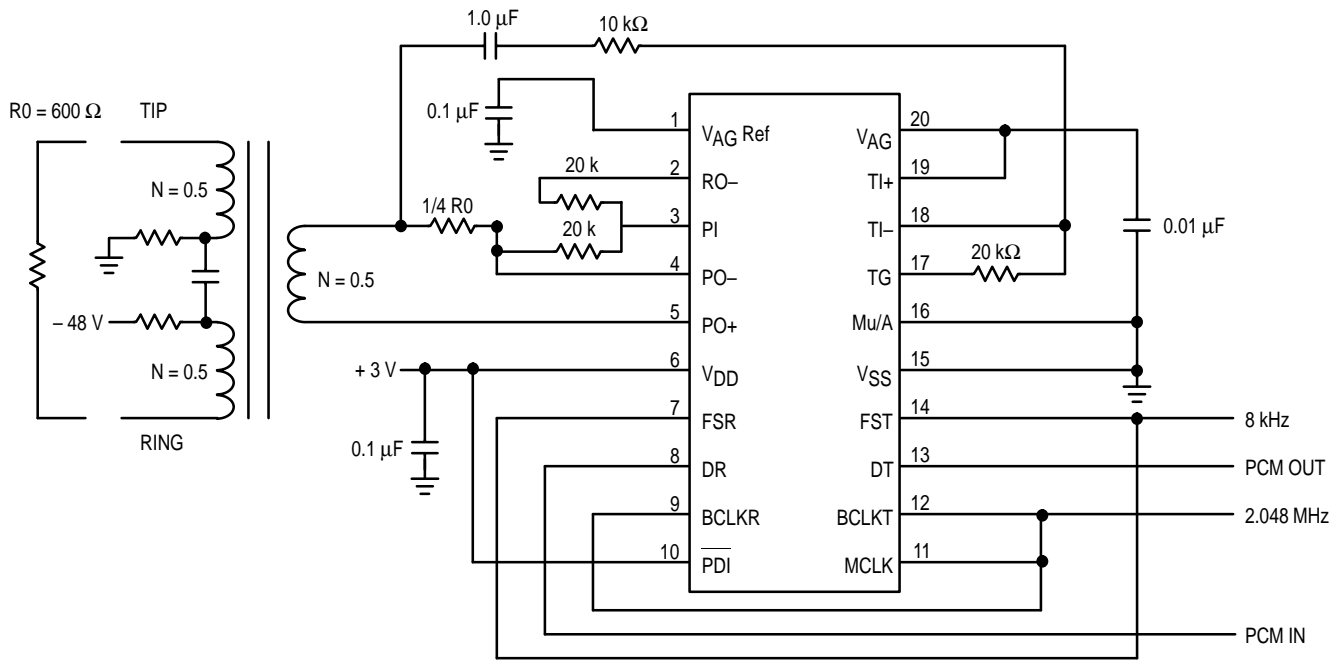 1.0 µF
10 kΩ
R0 = 600 Ω
TIP
0.1 µF
N = 0.5
– 48 V
N = 0.5
RING
N = 0.5
1/4 R0
20 k
20 k
+ 3 V
0.1 µF
1
VAG Ref
2
RO–
3
PI
4
PO–
5
PO+
6
VDD
7
FSR
8
DR
9
BCLKR
10
PDI
VAG
20
TI+
19
TI–
18
TG
17
Mu/A
16
VSS
15
FST
14
DT
13
BCLKT
12
MCLK
11
20 kΩ
0.01 µF
8 kHz
PCM OUT
2.048 MHz
PCM IN